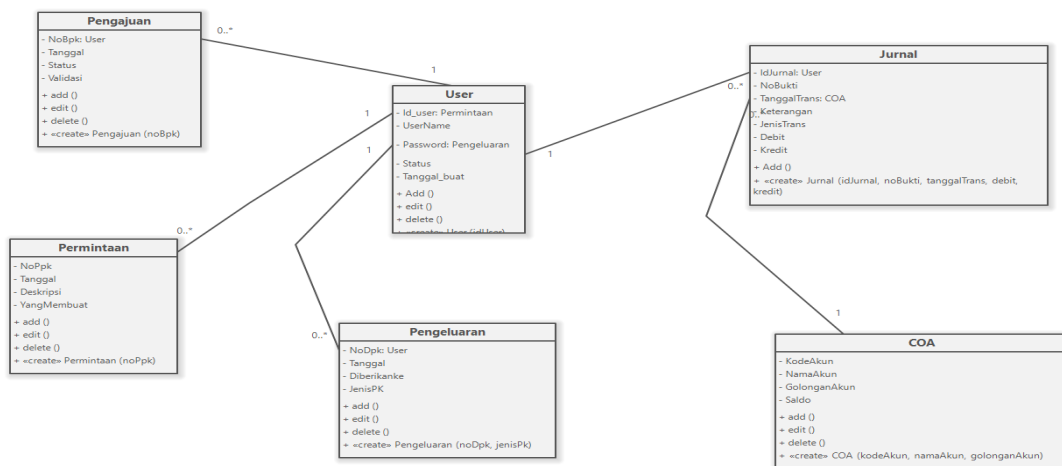 Pengajuan
- NoBpk: User
- Tanggal
- Status
- Validasi
+ add ()
+ edit ()
+ delete ()
+ «create» Pengajuan (noBpk)
0..*
1
User
- Id_user: Permintaan
- UserName
- Password: Pengeluaran
- Status
- Tanggal_buat
+ Add ()
+ edit ()
+ delete ()
+ «create» User (idUser)
1
1
1
0..*
0..
Jurnal
- IdJurnal: User
- NoBukti
- TanggalTrans: COA
- Keterangan
- JenisTrans
- Debit
- Kredit
+ Add ()
+ «create» Jurnal (idJurnal, noBukti, tanggalTrans, debit,
kredit)
0..*
Permintaan
- NoPpk
- Tanggal
- Deskripsi
- YangMembuat
+ add ()
+ edit ()
+ delete ()
+ «create» Permintaan (noPpk)
0..*
Pengeluaran
- NoDpk: User
- Tanggal
- Diberikanke
- JenisPK
+ add ()
+ edit ()
+ delete ()
+ «create» Pengeluaran (noDpk, jenisPk)
1
COA
- KodeAkun
- NamaAkun
- GolonganAkun
- Saldo
+ add ()
+ edit ()
+ delete ()
+ «create» COA (kodeAkun, namaAkun, golonganAkun)